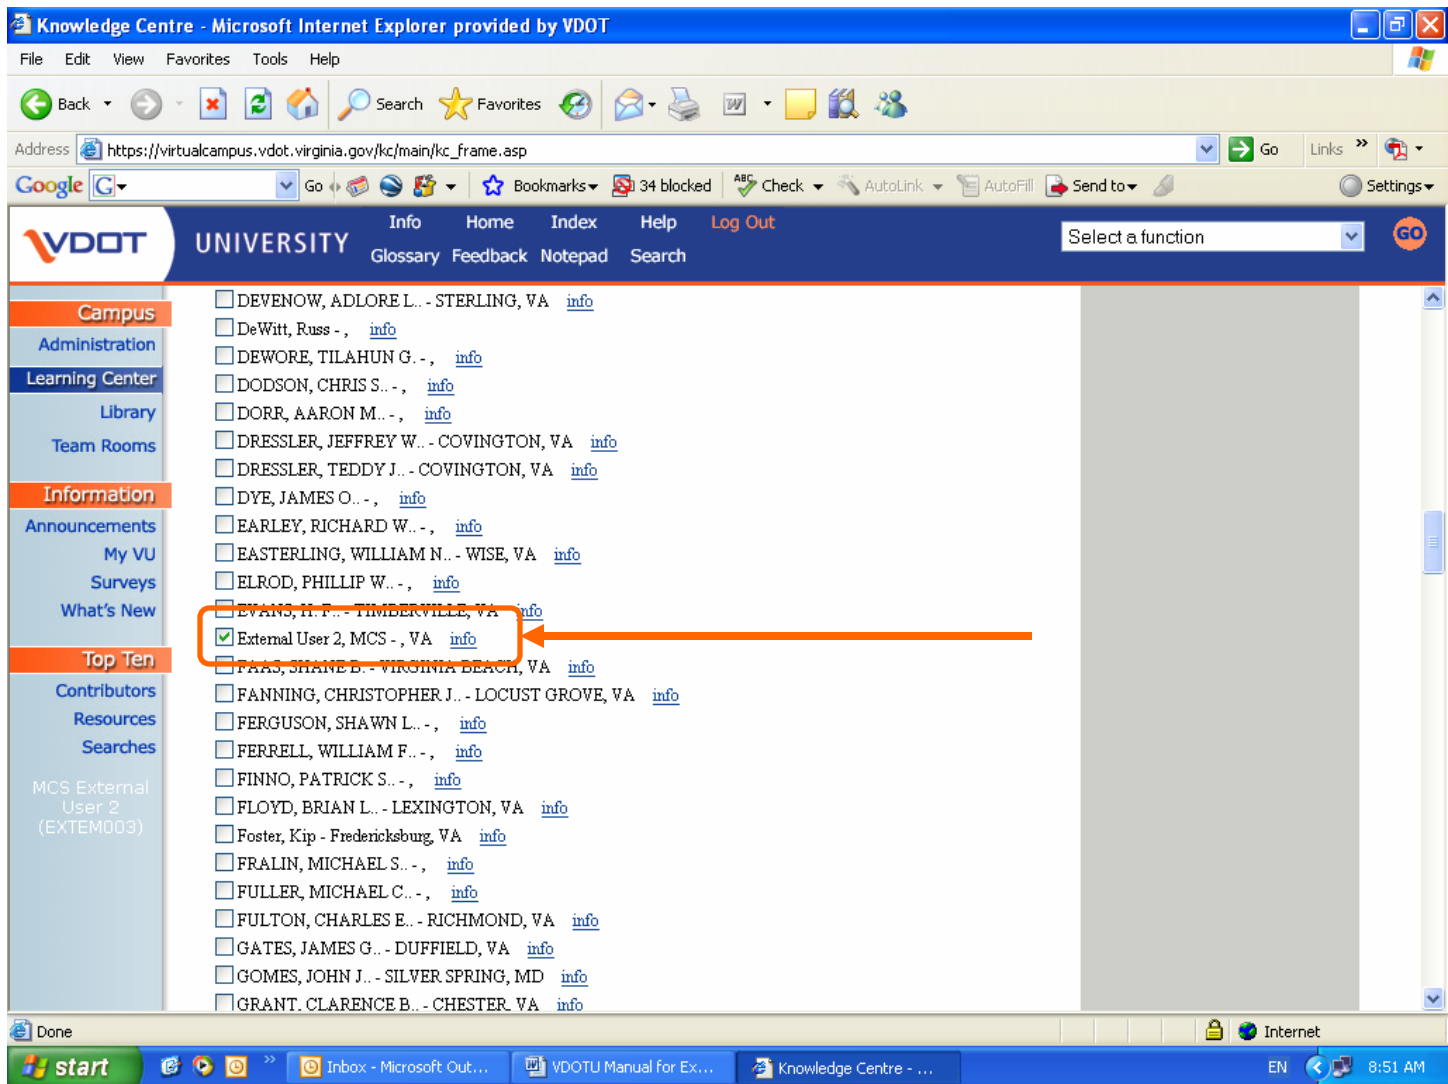 Knowledge Centre - Microsoft Internet Explorer provided by VDOT
File Edit View Favorites Tools Help
Back Search Favorites
Address https://virtualcampus.vdot.virginia.gov/kc/main/kc_frame.asp Go Links »
Google G Go Bookmarks 34 blocked ABC Check AutoLink AutoFill Send to Settings
VDOT UNIVERSITY
Info Home Index Help Log Out
Glossary Feedback Notepad Search
Select a function GO
Campus
Administration
Learning Center
Library
Team Rooms
Information
Announcements
My VU
Surveys
What's New
Top Ten
Contributors
Resources
Searches
MCS External
User 2
(EXTEM003)
DEVENOW, ADLORE L.. - STERLING, VA info
DeWitt, Russ - , info
DEWORE, TILAHUN G. - , info
DODSON, CHRIS S.. - , info
DORR, AARON M.. - , info
DRESSLER, JEFFREY W.. - COVINGTON, VA info
DRESSLER, TEDDY J.. - COVINGTON, VA info
DYE, JAMES O.. - , info
EARLEY, RICHARD W.. - , info
EASTERLING, WILLIAM N.. - WISE, VA info
ELROD, PHILLIP W.. - , info
EVANS, H. F.. - TIMBERVILLE, VA info
External User 2, MCS - , VA info
FAAS, SHANE B. - VIRGINIA BEACH, VA info
FANNING, CHRISTOPHER J.. - LOCUST GROVE, VA info
FERGUSON, SHAWN L.. - , info
FERRELL, WILLIAM F.. - , info
FINNO, PATRICK S.. - , info
FLOYD, BRIAN L.. - LEXINGTON, VA info
Foster, Kip - Fredericksburg, VA info
FRALIN, MICHAEL S.. - , info
FULLER, MICHAEL C.. - , info
FULTON, CHARLES E.. - RICHMOND, VA info
GATES, JAMES G.. - DUFFIELD, VA info
GOMES, JOHN J.. - SILVER SPRING, MD info
GRANT, CLARENCE B.. - CHESTER, VA info
Done Internet
start » Inbox - Microsoft Out... VDOTU Manual for Ex... Knowledge Centre - ... EN 8:51 AM